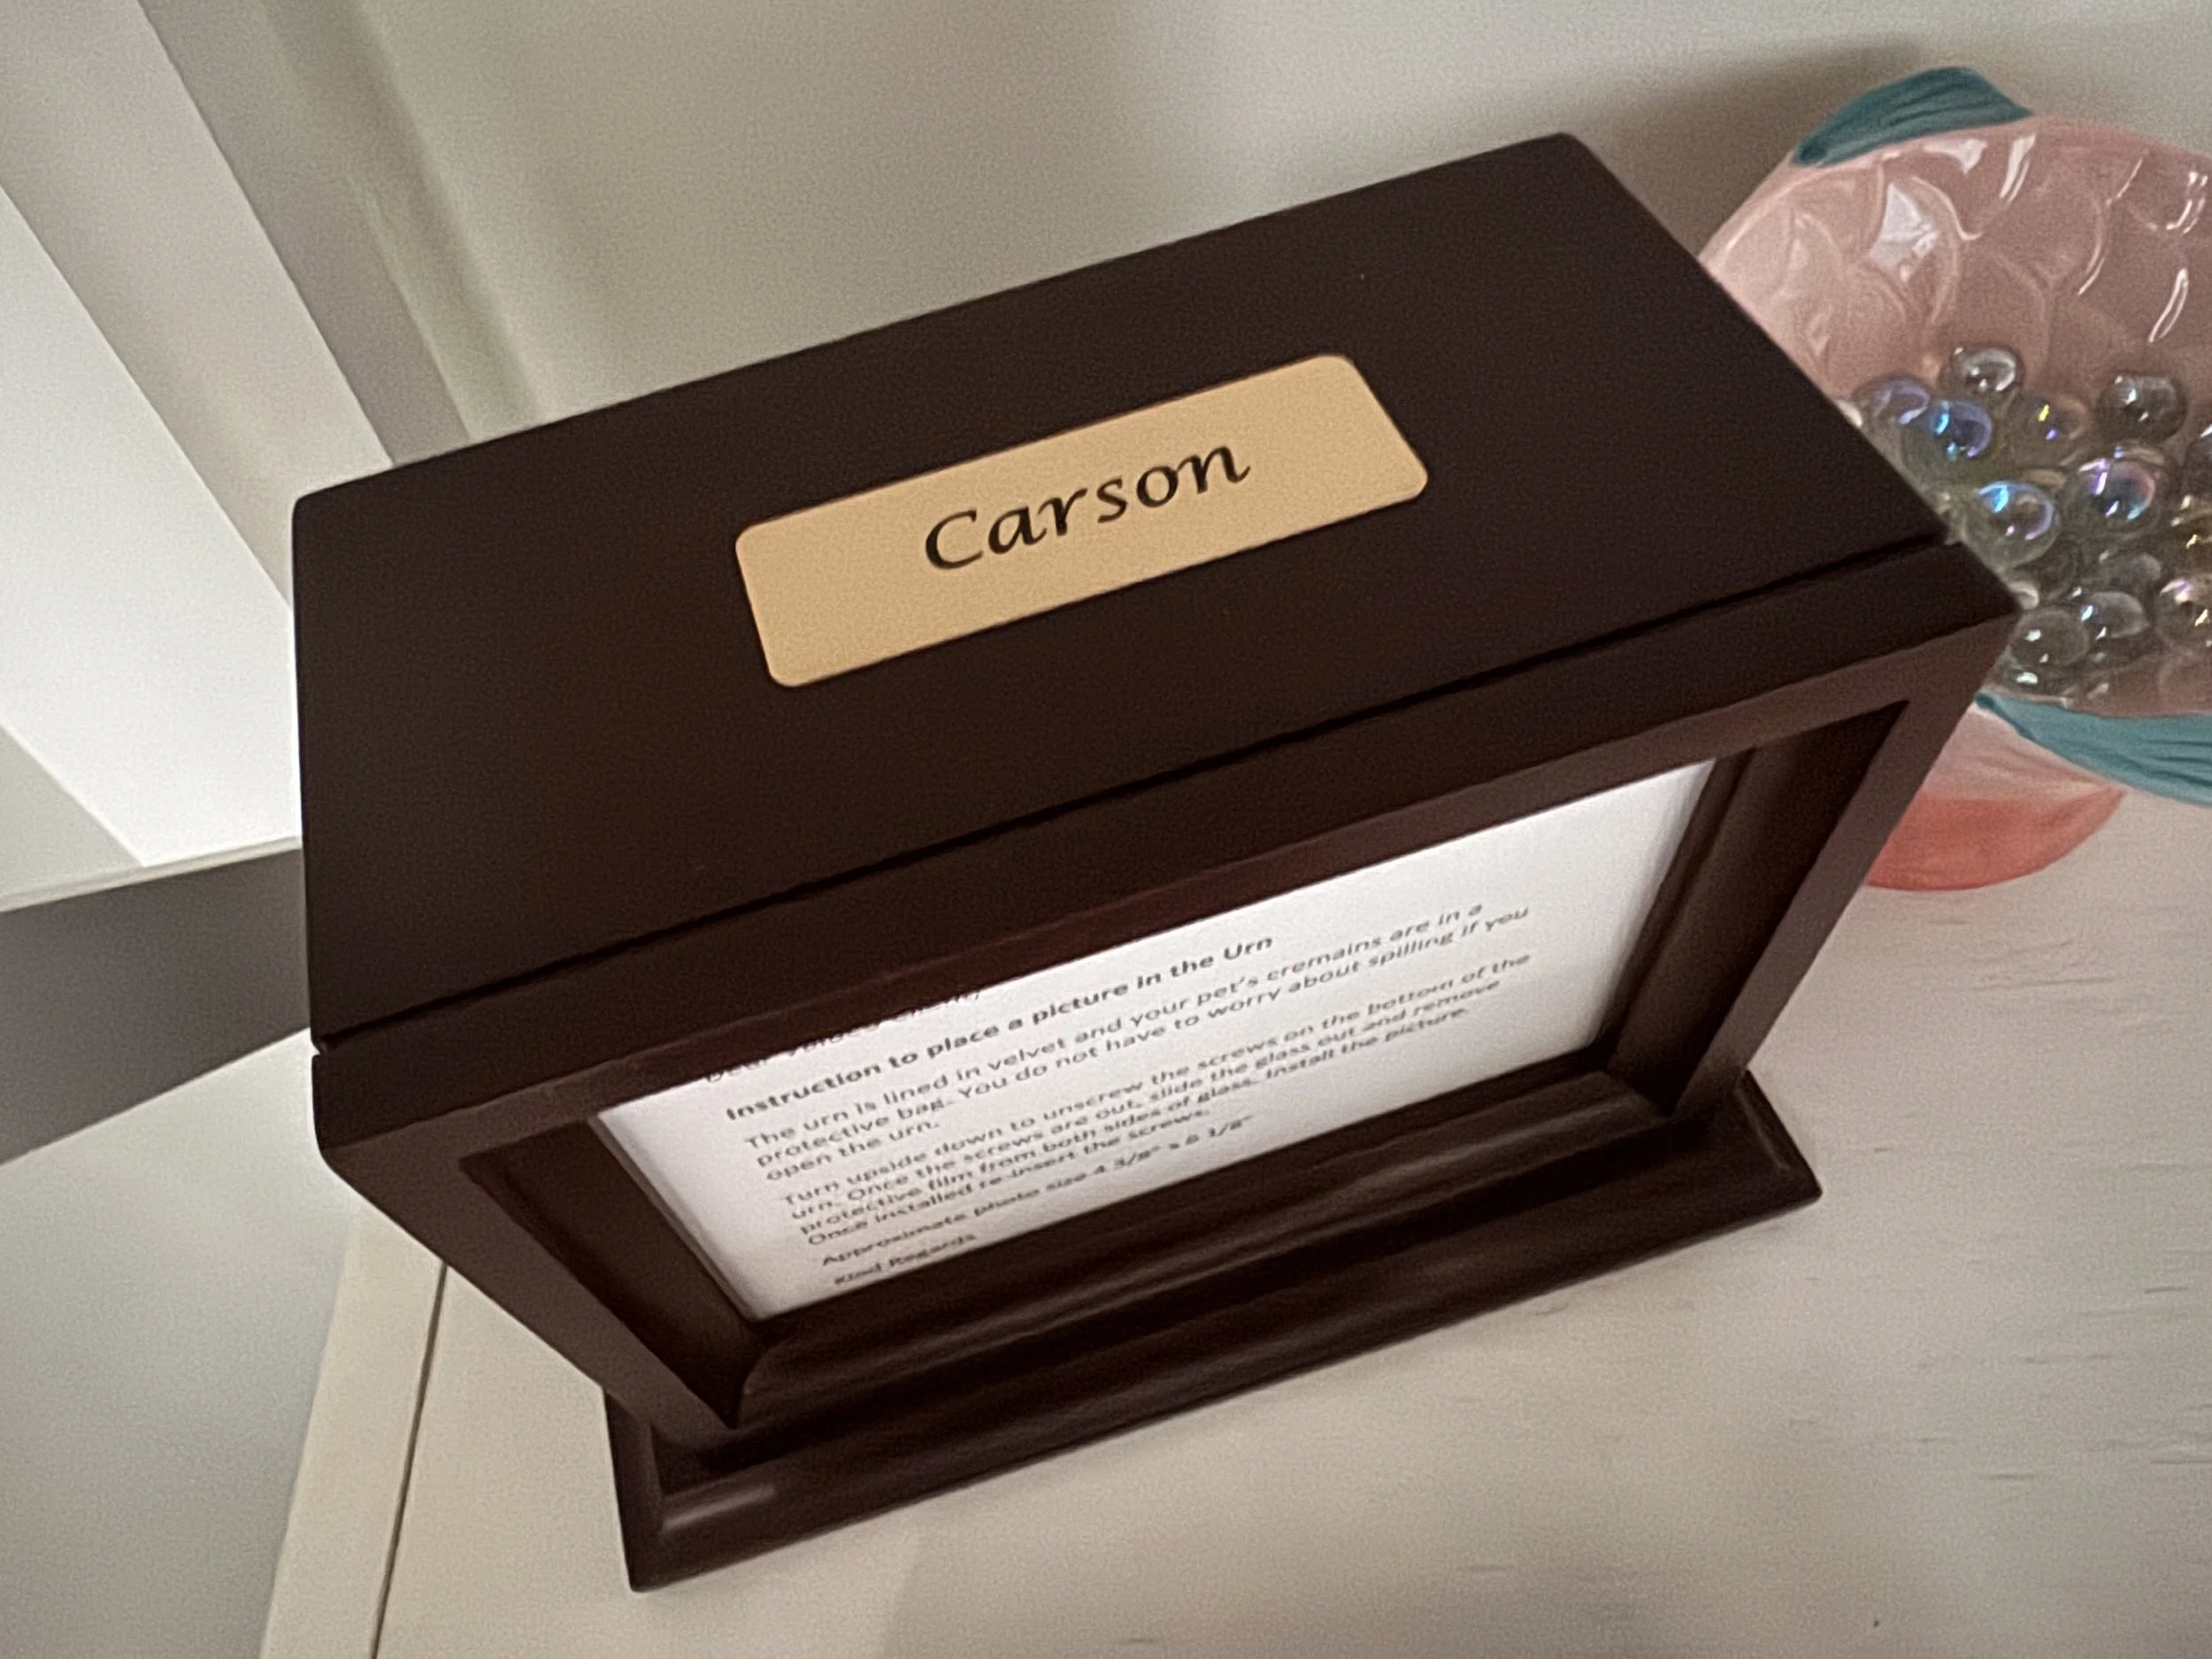 Carson
Instruction to place a picture in the Urn
The urn is lined in velvet and your pet's cremains are in a
protective bag. You do not have to worry about spilling if you
open the urn.
Turn upside down to unscrew the screws on the bottom of the
urn. Once the screws are out, slide the glass out and remove
protective film from both sides of glass. Install the picture.
Once installed re-insert the screws.
Approximate photo size 4 3/8" x 6 1/8"
Kind Regards